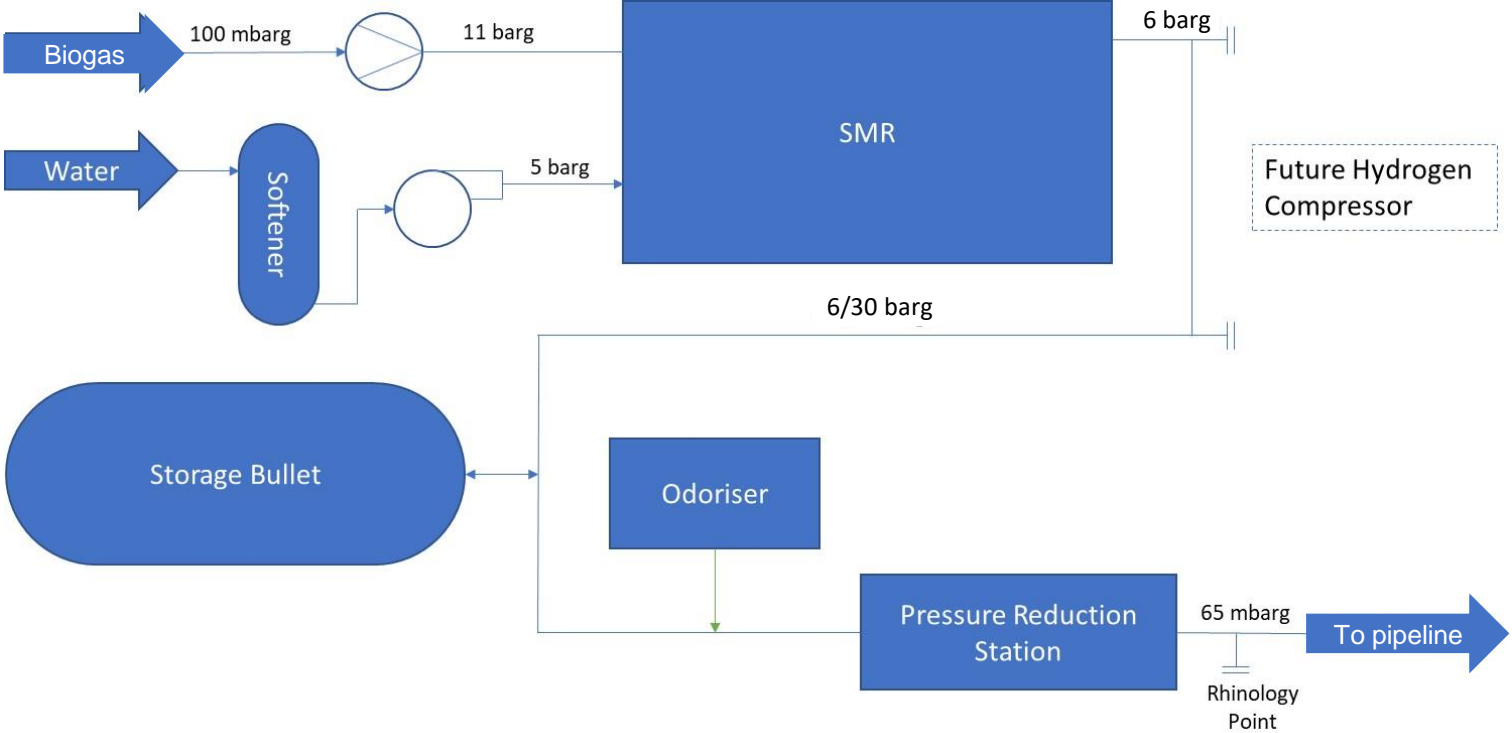 Biogas
100 mbarg
11 barg
SMR
6 barg
Water
Softener
5 barg
Future Hydrogen
Compressor
6/30 barg
Storage Bullet
Odoriser
Pressure Reduction
Station
65 mbarg
To pipeline
Rhinology
Point